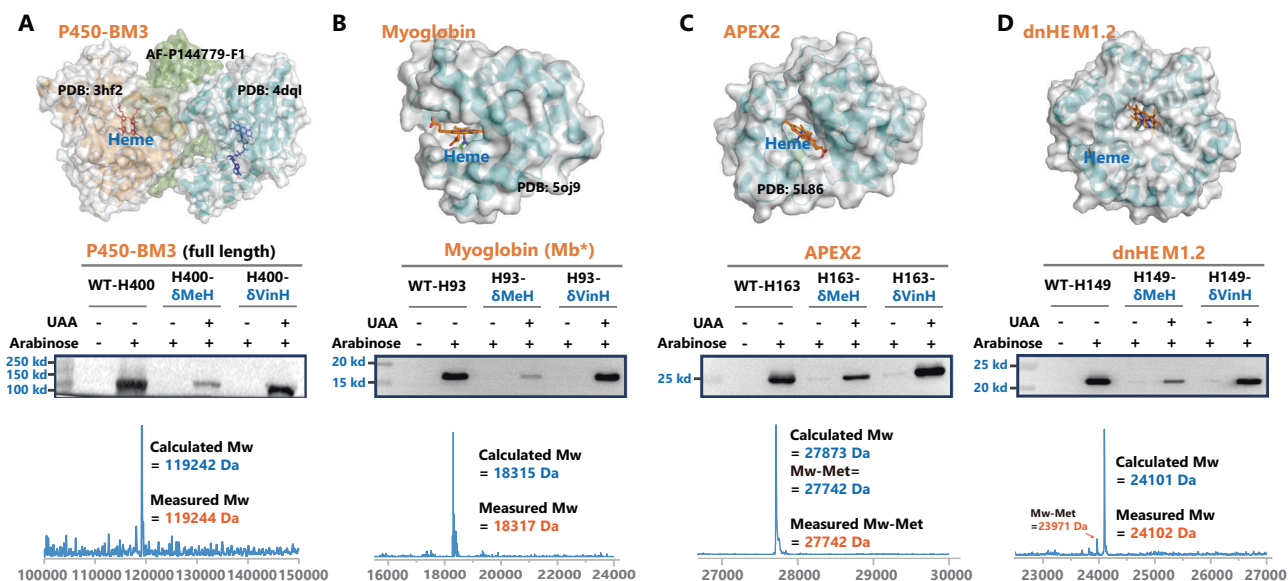 A
P450-BM3
AF-P144779-F1
PDB: 3hf2
PDB: 4dql
Heme
P450-BM3 (full length)
WT-H400
H400-
δMeH
H400-
δVinH
UAA - - - + - +
Arabinose - + + + + +
250 kd
150 kd
100 kd
Calculated Mw
= 119242 Da
Measured Mw
= 119244 Da
100000 110000 120000 130000 140000 150000
B
Myoglobin
Heme
PDB: 5oj9
Myoglobin (Mb*)
WT-H93
H93-
δMeH
H93-
δVinH
UAA - - - + - +
Arabinose - + + + + +
20 kd
15 kd
Calculated Mw
= 18315 Da
Measured Mw
= 18317 Da
16000 18000 20000 22000 24000
C
APEX2
Heme
PDB: 5L86
APEX2
WT-H163
H163-
δMeH
H163-
δVinH
UAA - - - + - +
Arabinose - + + + + +
25 kd
Calculated Mw
= 27873 Da
Mw-Met=
= 27742 Da
Measured Mw-Met
= 27742 Da
27000 28000 29000 30000
D
dnHEM1.2
Heme
dnHEM1.2
WT-H149
H149-
δMeH
H149-
δVinH
UAA - - - + - +
Arabinose - + + + + +
25 kd
20 kd
Calculated Mw
= 24101 Da
Mw-Met
=23971 Da
Measured Mw
= 24102 Da
23000 24000 25000 26000 2700